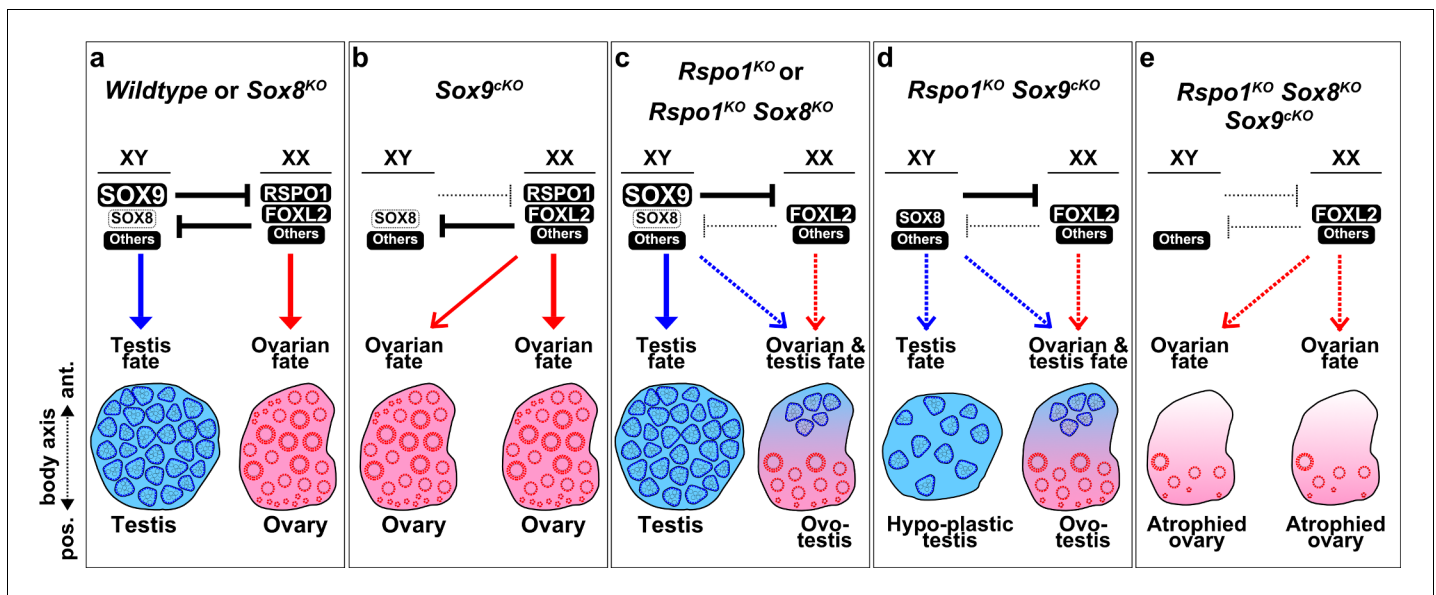 a
Wildtype or Sox8KO
XY
XX
SOX9
RSPO1
SOX8
FOXL2
Others
Others
Testis
fate
Ovarian
fate
Testis
Ovary
b
Sox9cKO
XY
XX
RSPO1
SOX8
FOXL2
Others
Others
Ovarian
fate
Ovarian
fate
Ovary
Ovary
c
Rspo1KO or
Rspo1KO Sox8KO
XY
XX
SOX9
SOX8
FOXL2
Others
Others
Testis
fate
Ovarian &
testis fate
Testis
Ovo-
testis
d
Rspo1KO Sox9cKO
XY
XX
SOX8
FOXL2
Others
Others
Testis
fate
Ovarian &
testis fate
Hypo-plastic
testis
Ovo-
testis
e
Rspo1KO Sox8KO
Sox9cKO
XY
XX
FOXL2
Others
Others
Ovarian
fate
Ovarian
fate
Atrophied
ovary
Atrophied
ovary
pos.
body axis
ant.